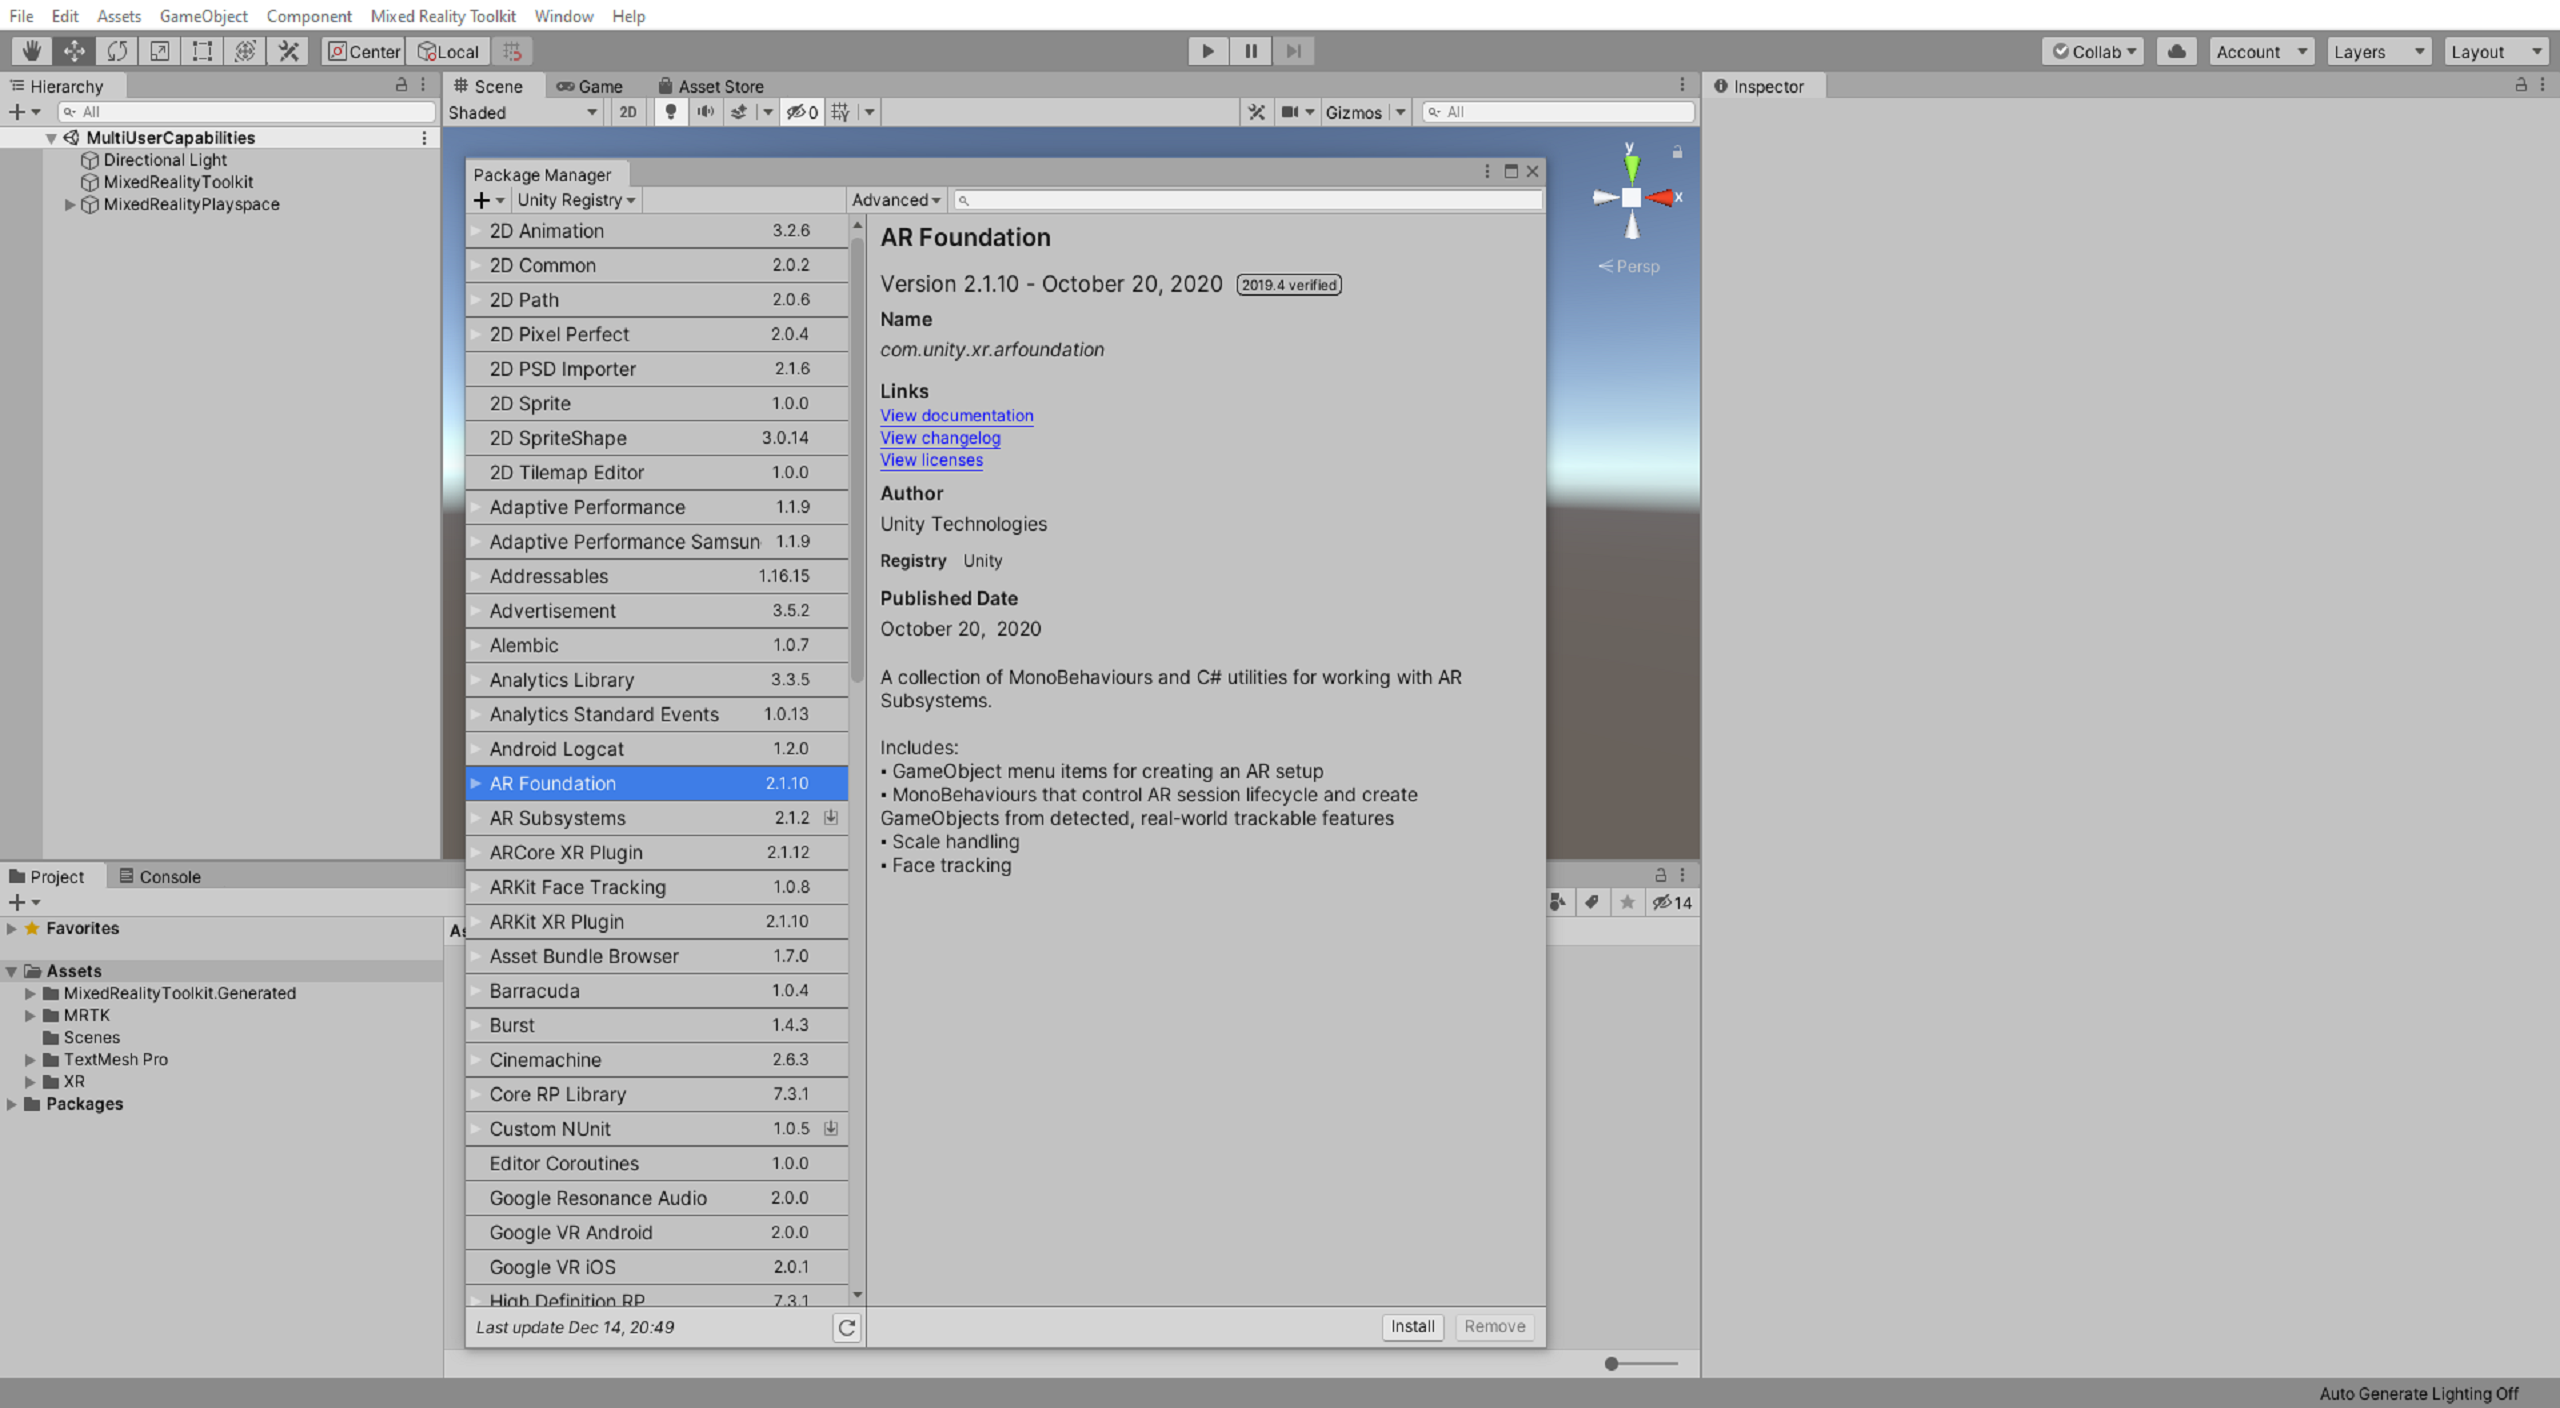 File Edit Assets GameObject Component Mixed Reality Toolkit Window Help
Center Local Collab Account Layers Layout
Hierarchy
All
MultiUserCapabilities
Directional Light
MixedRealityToolkit
MixedRealityPlayspace
Scene Game Asset Store
Shaded 2D 0 Gizmos All
y
x
Persp
Inspector
Package Manager
Unity Registry Advanced
2D Animation 3.2.6
2D Common 2.0.2
2D Path 2.0.6
2D Pixel Perfect 2.0.4
2D PSD Importer 2.1.6
2D Sprite 1.0.0
2D SpriteShape 3.0.14
2D Tilemap Editor 1.0.0
Adaptive Performance 1.1.9
Adaptive Performance Samsun 1.1.9
Addressables 1.16.15
Advertisement 3.5.2
Alembic 1.0.7
Analytics Library 3.3.5
Analytics Standard Events 1.0.13
Android Logcat 1.2.0
AR Foundation 2.1.10
AR Subsystems 2.1.2
ARCore XR Plugin 2.1.12
ARKit Face Tracking 1.0.8
ARKit XR Plugin 2.1.10
Asset Bundle Browser 1.7.0
Barracuda 1.0.4
Burst 1.4.3
Cinemachine 2.6.3
Core RP Library 7.3.1
Custom NUnit 1.0.5
Editor Coroutines 1.0.0
Google Resonance Audio 2.0.0
Google VR Android 2.0.0
Google VR iOS 2.0.1
High Definition RP 7.3.1
Last update Dec 14, 20:49
AR Foundation
Version 2.1.10 - October 20, 2020 2019.4 verified
Name
com.unity.xr.arfoundation
Links
View documentation
View changelog
View licenses
Author
Unity Technologies
Registry Unity
Published Date
October 20, 2020
A collection of MonoBehaviours and C# utilities for working with AR
Subsystems.
Includes:
• GameObject menu items for creating an AR setup
• MonoBehaviours that control AR session lifecycle and create
GameObjects from detected, real-world trackable features
• Scale handling
• Face tracking
Install Remove
Project Console
14
Favorites
Assets
MixedRealityToolkit.Generated
MRTK
Scenes
TextMesh Pro
XR
Packages
Auto Generate Lighting Off